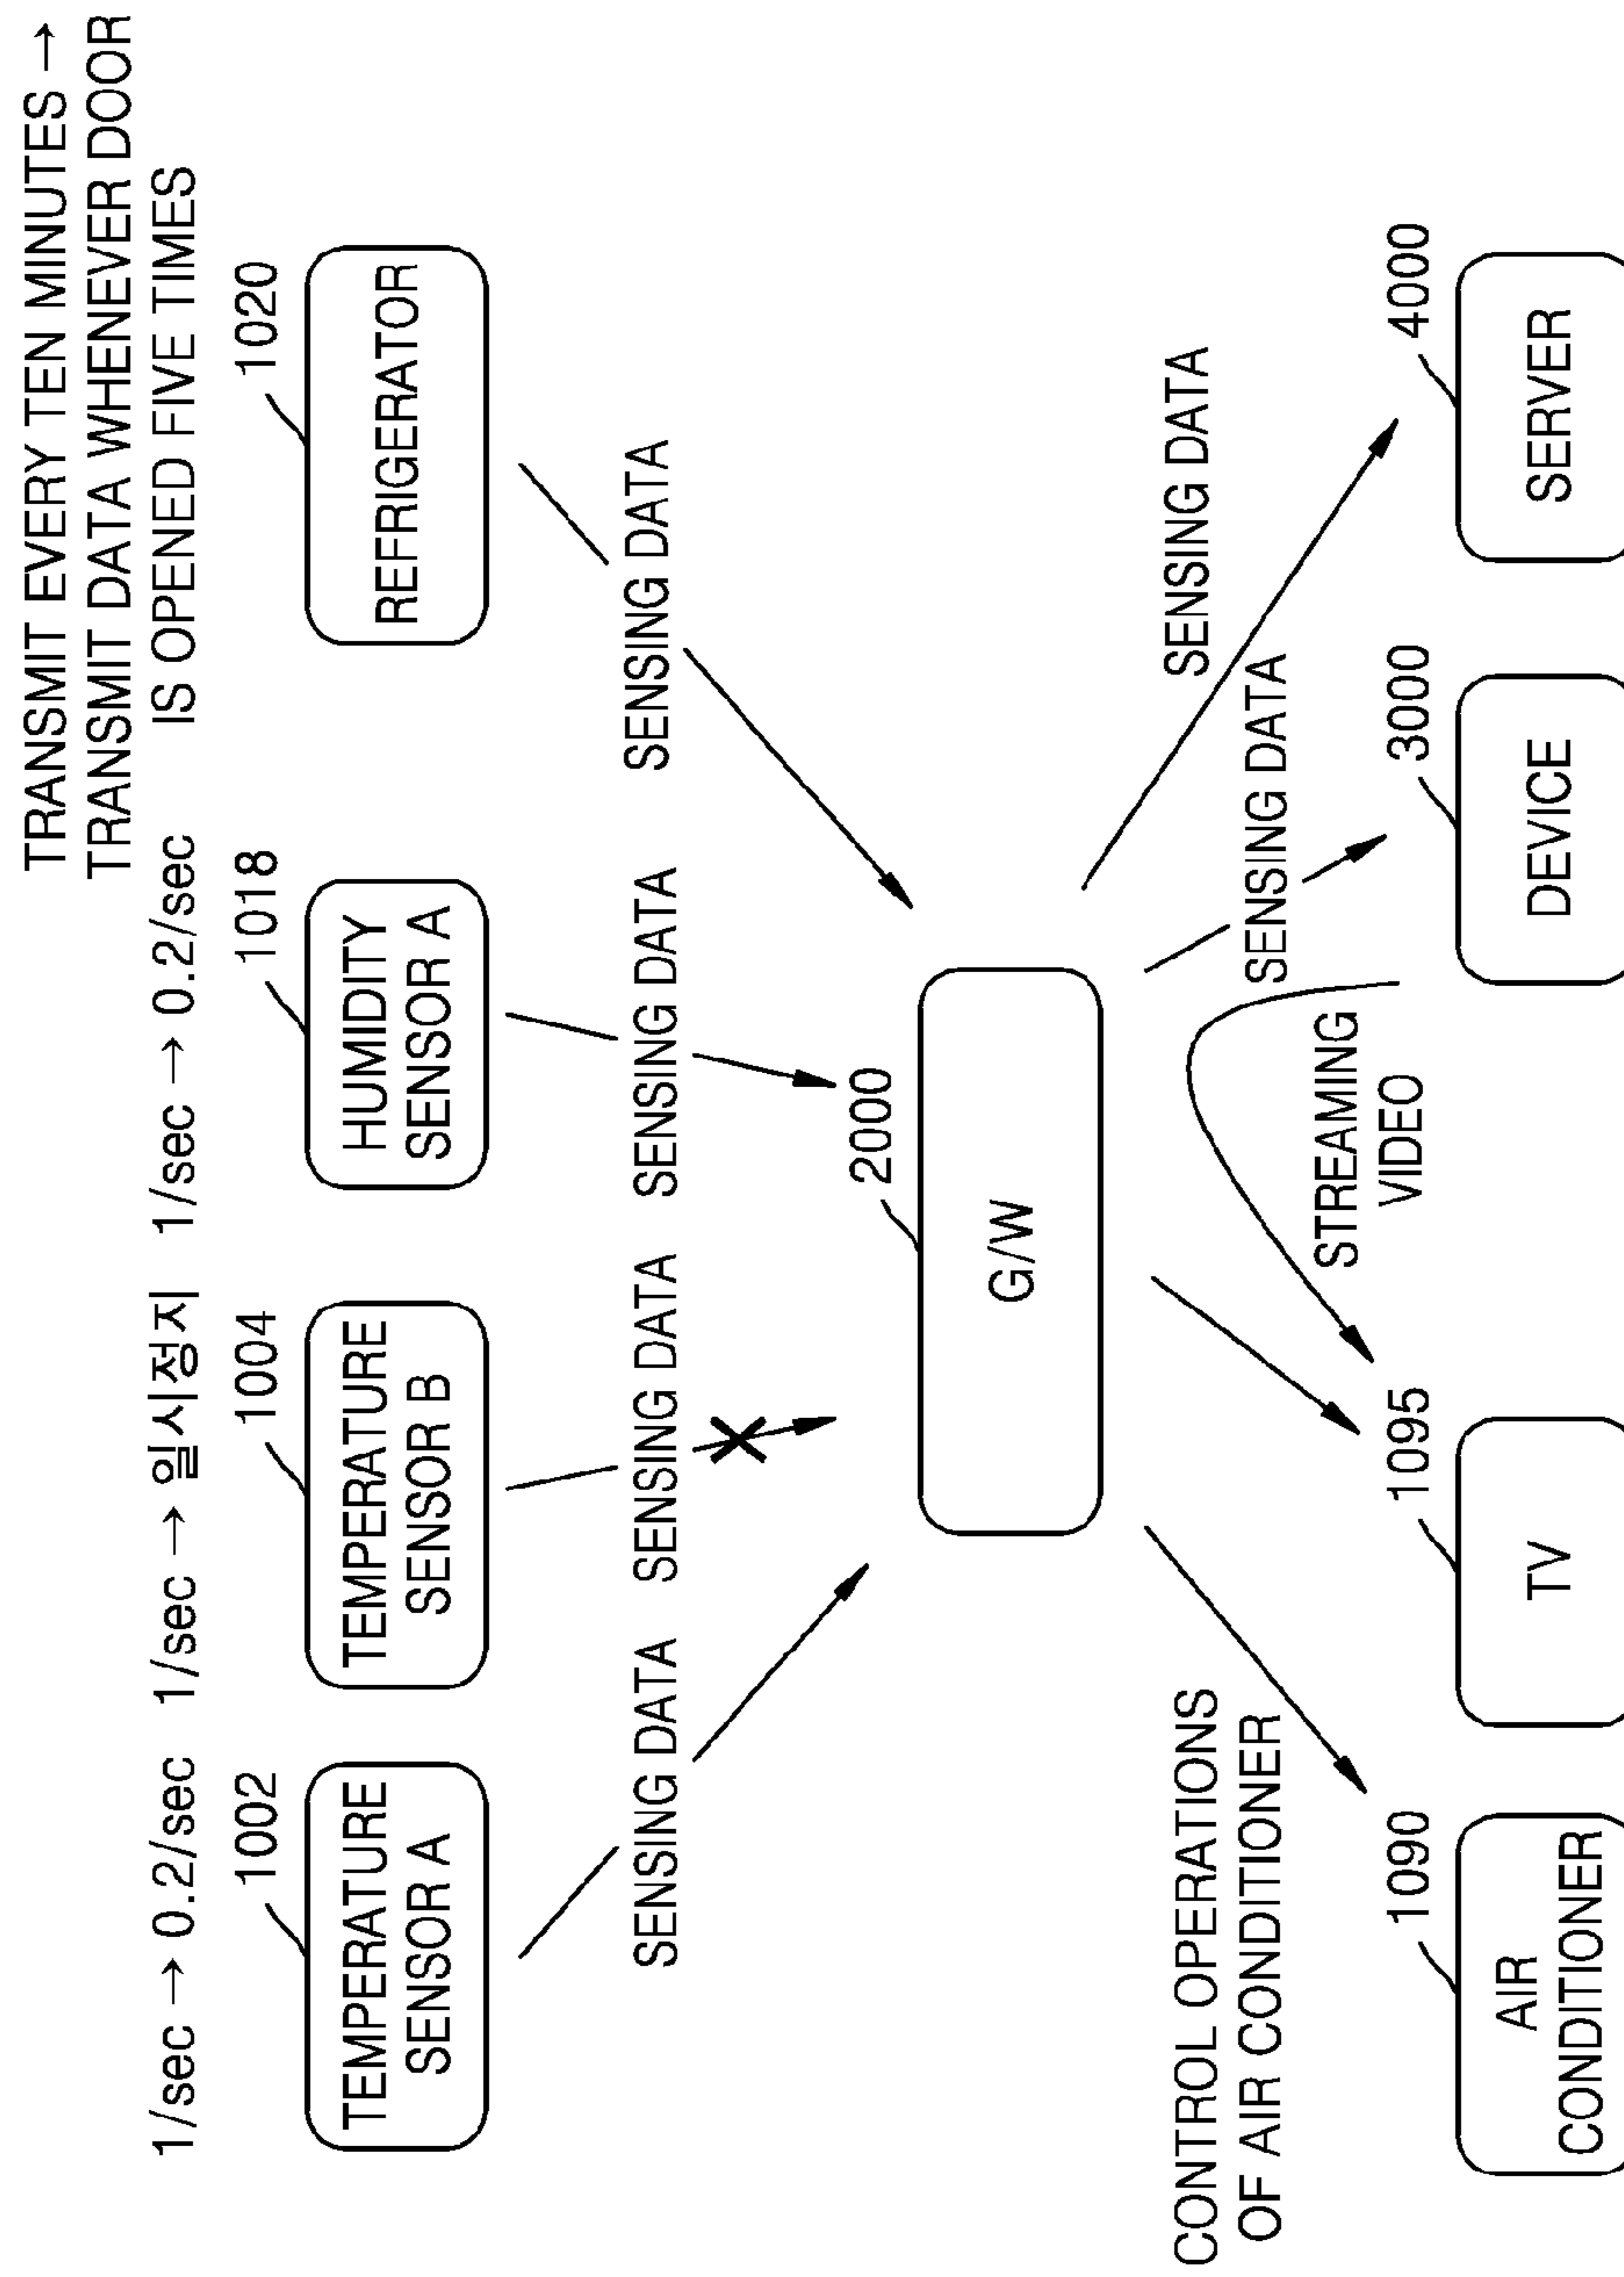 TRANSMIT EVERY TEN MINUTES →
TRANSMIT DATA WHENEVER DOOR
IS OPENED FIVE TIMES
1/sec → 0.2/sec
1/sec → 일시정지
1/sec → 0.2/sec
1002
1004
1018
1020
TEMPERATURE
SENSOR A
TEMPERATURE
SENSOR B
HUMIDITY
SENSOR A
REFRIGERATOR
SENSING DATA
SENSING DATA
SENSING DATA
SENSING DATA
2000
G/W
CONTROL OPERATIONS
OF AIR CONDITIONER
SENSING DATA
SENSING DATA
STREAMING
VIDEO
1090
1095
3000
4000
AIR
CONDITIONER
TV
DEVICE
SERVER